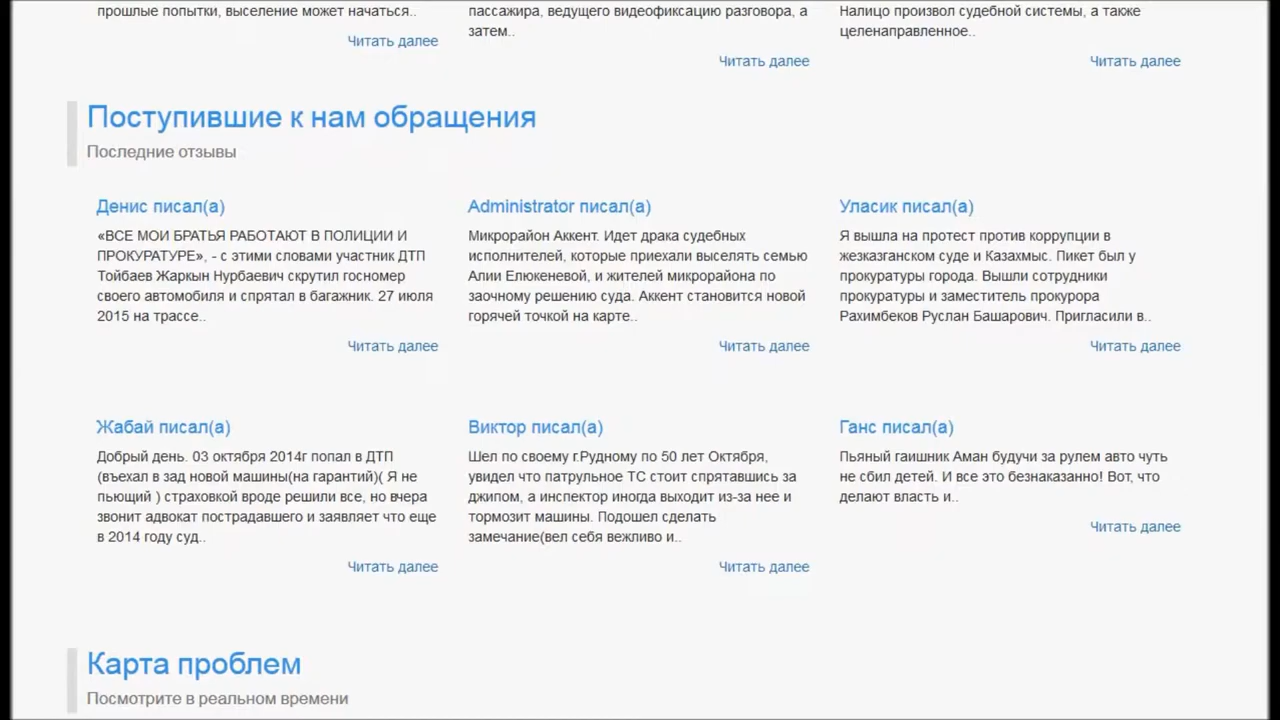 прошлые попытки, выселение может начаться..
Читать далее
пассажира, ведущего видеофиксацию разговора, а
затем..
Читать далее
Налицо произвол судебной системы, а также
целенаправленное..
Читать далее
Поступившие к нам обращения
Последние отзывы
Денис писал(а)
«ВСЕ МОИ БРАТЬЯ РАБОТАЮТ В ПОЛИЦИИ И
ПРОКУРАТУРЕ», - с этими словами участник ДТП
Тойбаев Жаркын Нурбаевич скрутил госномер
своего автомобиля и спрятал в багажник. 27 июля
2015 на трассе..
Читать далее
Administrator писал(а)
Микрорайон Аккент. Идет драка судебных
исполнителей, которые приехали выселять семью
Алии Елюкеневой, и жителей микрорайона по
заочному решению суда. Аккент становится новой
горячей точкой на карте..
Читать далее
Уласик писал(а)
Я вышла на протест против коррупции в
жезказганском суде и Казахмыс. Пикет был у
прокуратуры города. Вышли сотрудники
прокуратуры и заместитель прокурора
Рахимбеков Руслан Башарович. Пригласили в..
Читать далее
Жабай писал(а)
Добрый день. 03 октября 2014г попал в ДТП
(въехал в зад новой машины(на гарантий)( Я не
пьющий ) страховкой вроде решили все, но вчера
звонит адвокат пострадавшего и заявляет что еще
в 2014 году суд..
Читать далее
Виктор писал(а)
Шел по своему г.Рудному по 50 лет Октября,
увидел что патрульное ТС стоит спрятавшись за
джипом, а инспектор иногда выходит из-за нее и
тормозит машины. Подошел сделать
замечание(вел себя вежливо и..
Читать далее
Ганс писал(а)
Пьяный гаишник Аман будучи за рулем авто чуть
не сбил детей. И все это безнаказанно! Вот, что
делают власть и..
Читать далее
Карта проблем
Посмотрите в реальном времени